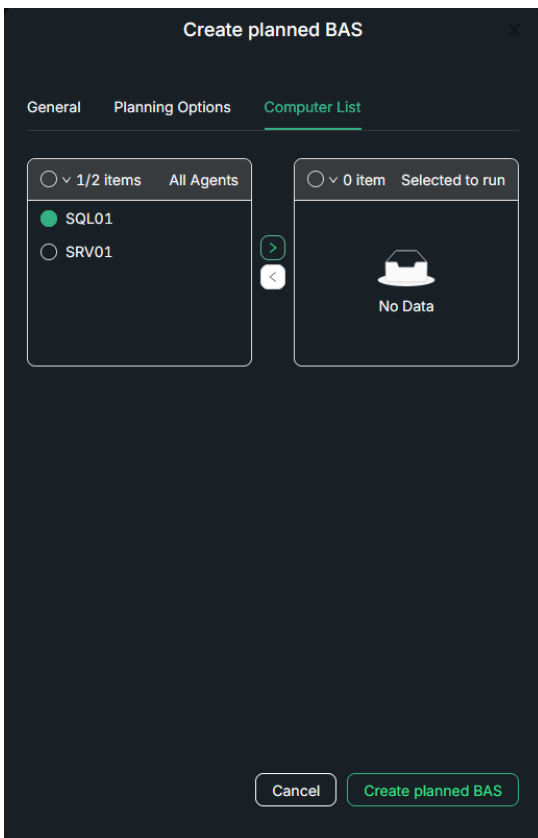 Create planned BAS
General Planning Options Computer List
1/2 items All Agents
SQL01
SRV01
0 item Selected to run
No Data
Cancel Create planned BAS